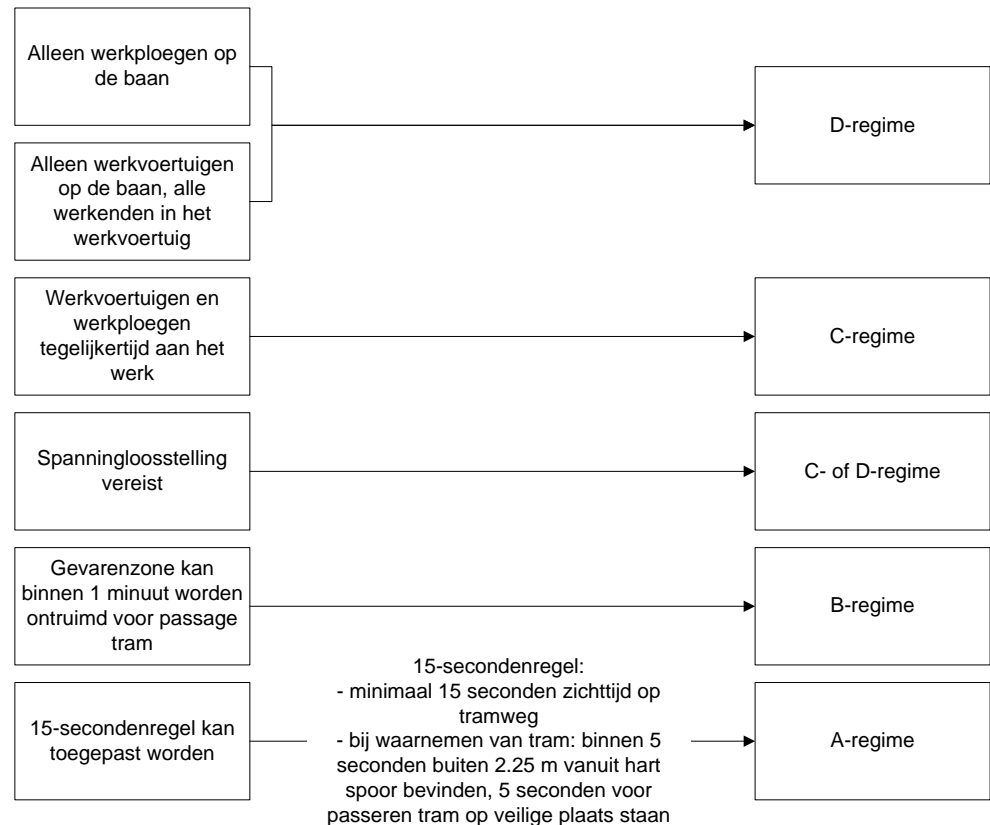 Alleen werkploegen op
de baan
D-regime
Alleen werkvoertuigen
op de baan, alle
werkenden in het
werkvoertuig
Werkvoertuigen en
werkploegen
tegelijkertijd aan het
werk
C-regime
Spanningloosstelling
vereist
C- of D-regime
Gevarenzone kan
binnen 1 minuut worden
ontruimd voor passage
tram
B-regime
15-secondenregel kan
toegepast worden
15-secondenregel:
- minimaal 15 seconden zichttijd op
tramweg
- bij waarnemen van tram: binnen 5
seconden buiten 2.25 m vanuit hart
spoor bevinden, 5 seconden voor
passeren tram op veilige plaats staan
A-regime